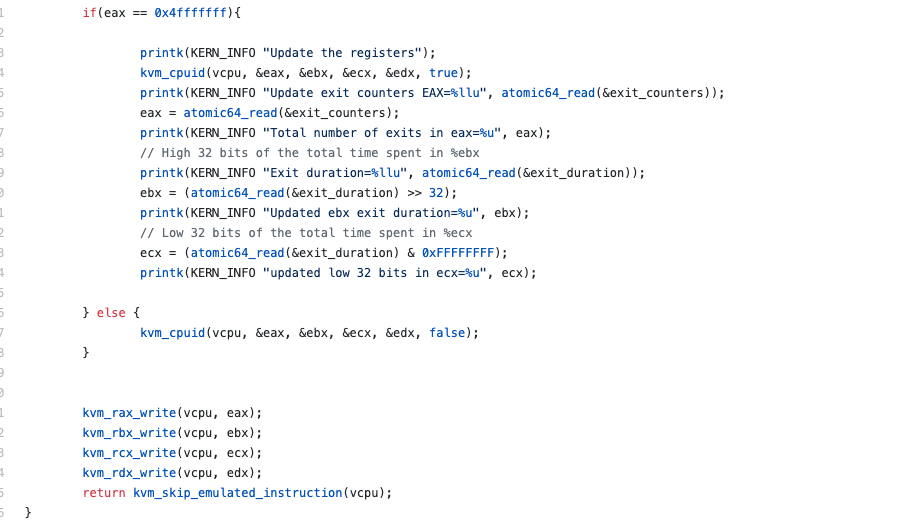 1 if(eax == 0x4fffffff){
2
3 printk(KERN_INFO "Update the registers");
4 kvm_cpuid(vcpu, &eax, &ebx, &ecx, &edx, true);
5 printk(KERN_INFO "Update exit counters EAX=%llu", atomic64_read(&exit_counters));
6 eax = atomic64_read(&exit_counters);
7 printk(KERN_INFO "Total number of exits in eax=%u", eax);
8 // High 32 bits of the total time spent in %ebx
9 printk(KERN_INFO "Exit duration=%llu", atomic64_read(&exit_duration));
0 ebx = (atomic64_read(&exit_duration) >> 32);
1 printk(KERN_INFO "Updated ebx exit duration=%u", ebx);
2 // Low 32 bits of the total time spent in %ecx
3 ecx = (atomic64_read(&exit_duration) & 0xFFFFFFFF);
4 printk(KERN_INFO "updated low 32 bits in ecx=%u", ecx);
5
6 } else {
7 kvm_cpuid(vcpu, &eax, &ebx, &ecx, &edx, false);
8 }
9
0
1 kvm_rax_write(vcpu, eax);
2 kvm_rbx_write(vcpu, ebx);
3 kvm_rcx_write(vcpu, ecx);
4 kvm_rdx_write(vcpu, edx);
5 return kvm_skip_emulated_instruction(vcpu);
6 }